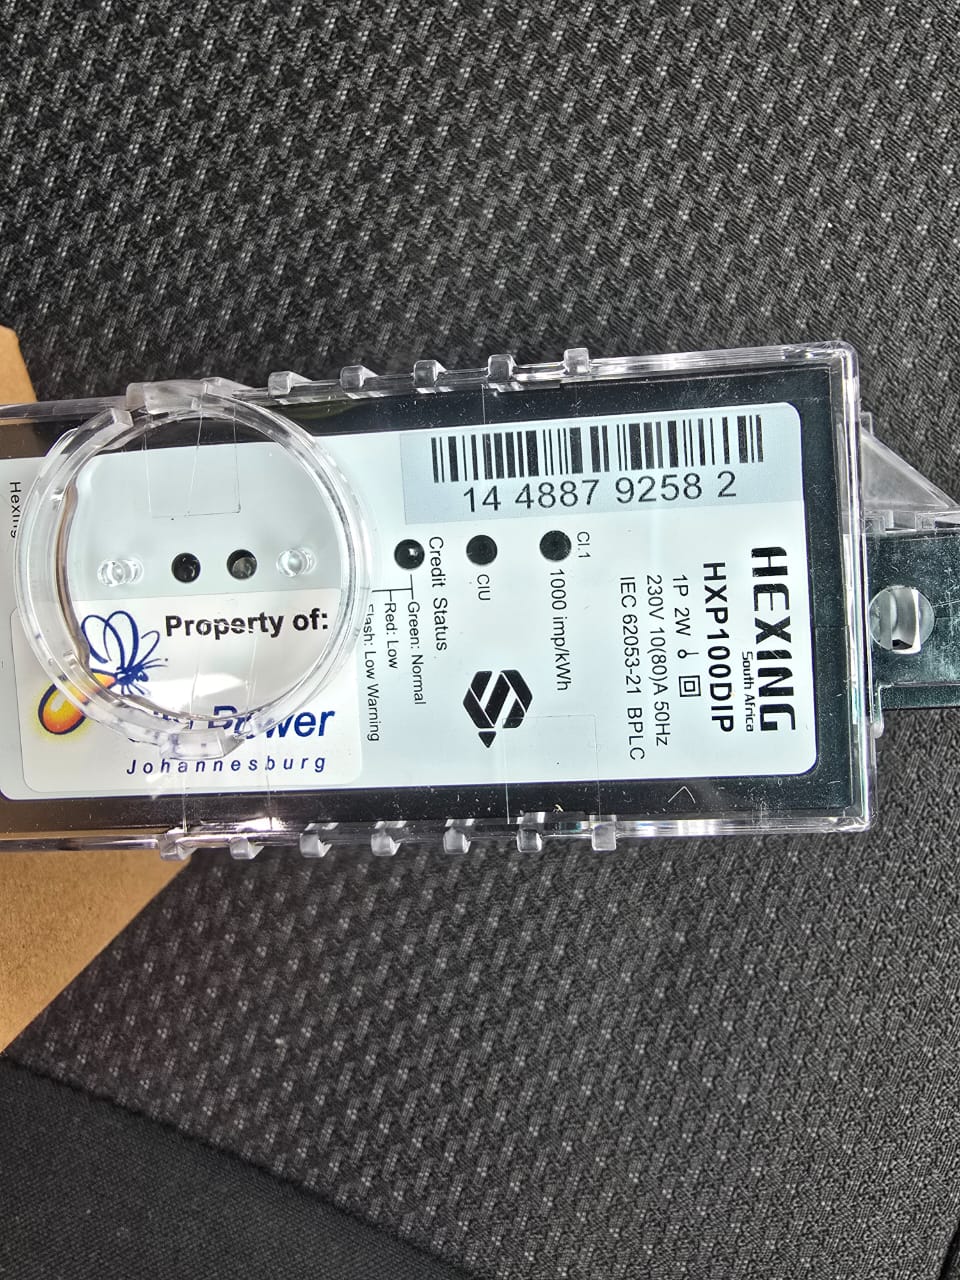 14 4887 9258 2
HEXING
South Africa
HXP100DIP
1P 2W
230V 10(80)A 50Hz
IEC 62053-21 BPLC
Cl.1
1000 imp/kWh
CIU
Credit Status
Green: Normal
Red: Low
Low Warning
Property of:
Power
Johannesburg